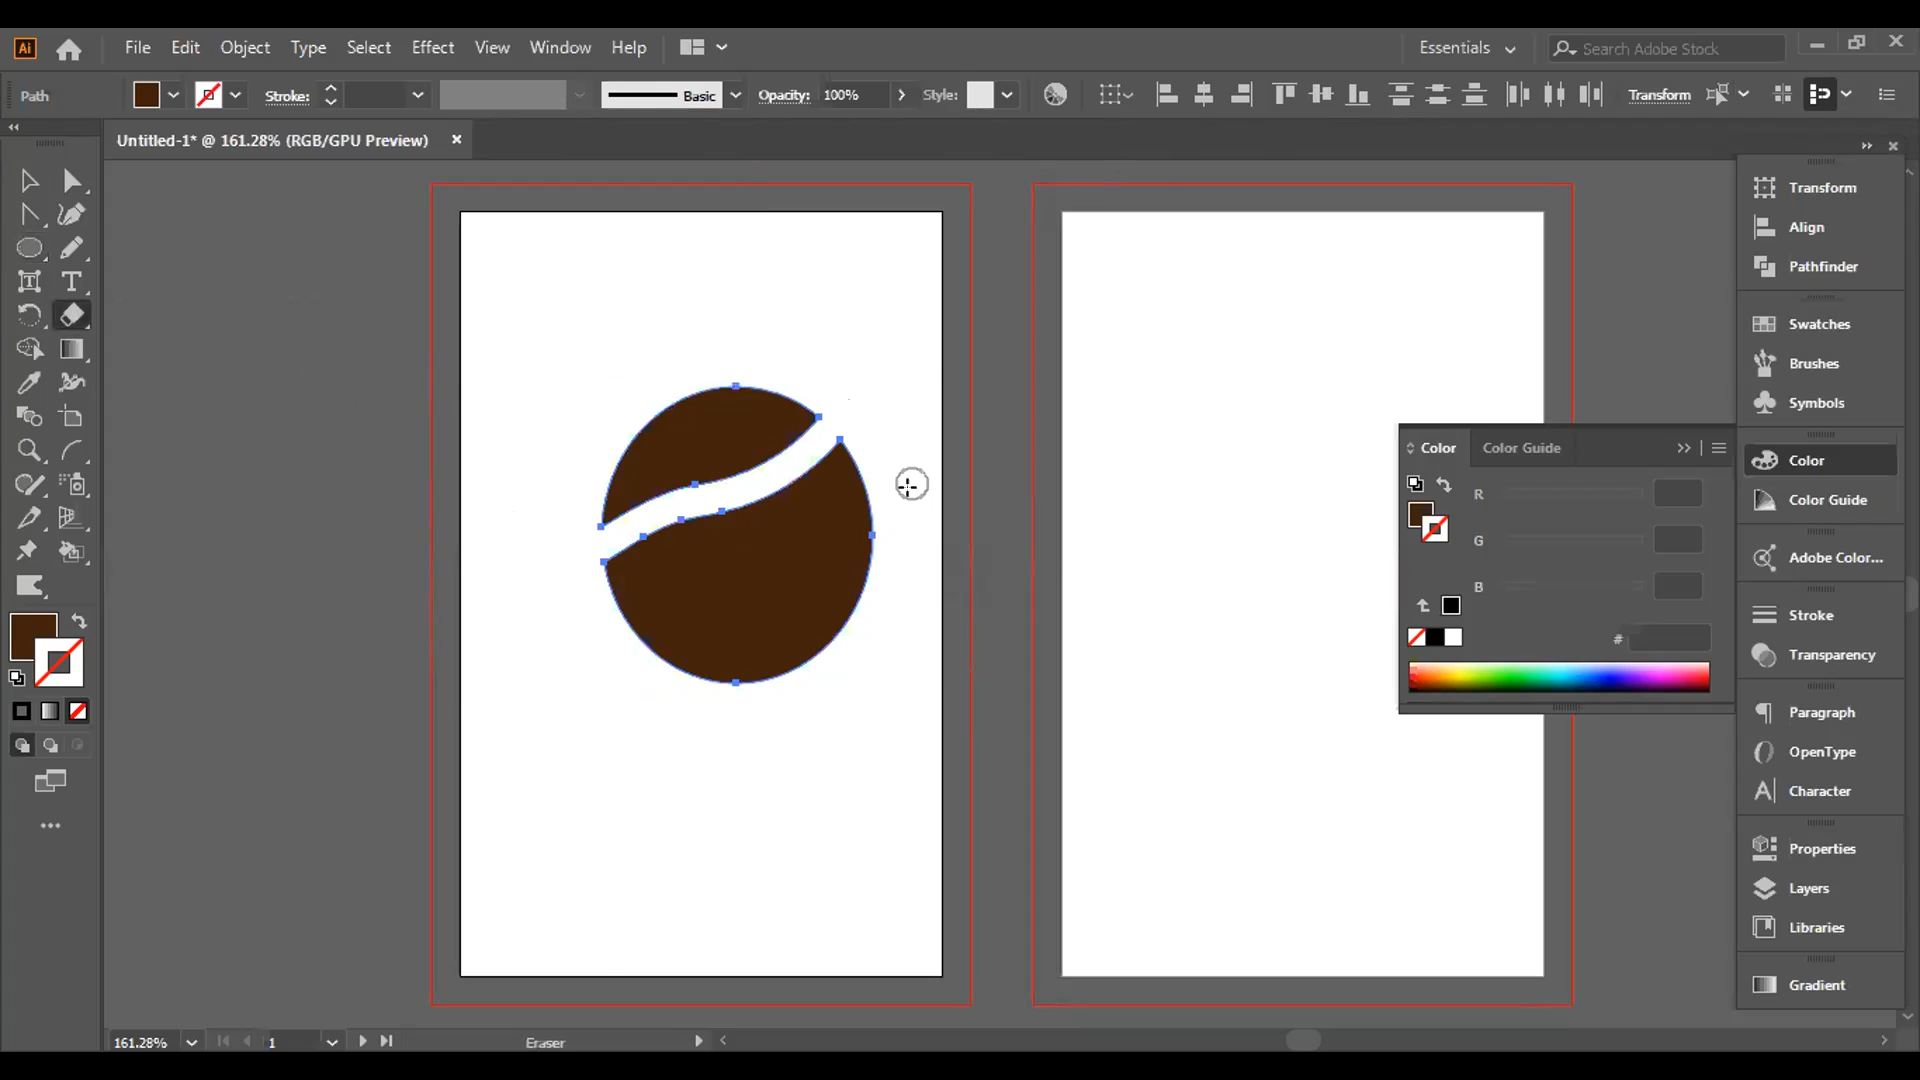 Ai File Edit Object Type Select Effect View Window Help Essentials Search Adobe Stock
Path Stroke: Basic Opacity: 100% Style: Transform
Untitled-1* @ 161.28% (RGB/GPU Preview)
Transform
Align
Pathfinder
Swatches
Brushes
Symbols
Color Color Guide
R
G
B
#
Color
Color Guide
Adobe Color...
Stroke
Transparency
Paragraph
OpenType
Character
Properties
Layers
Libraries
Gradient
161.28% 1 Eraser